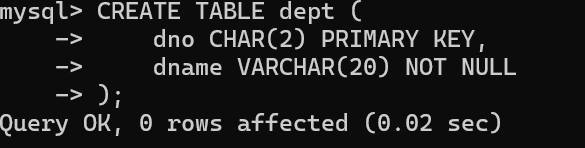 mysql> CREATE TABLE dept (
    ->     dno CHAR(2) PRIMARY KEY,
    ->     dname VARCHAR(20) NOT NULL
    -> );
Query OK, 0 rows affected (0.02 sec)